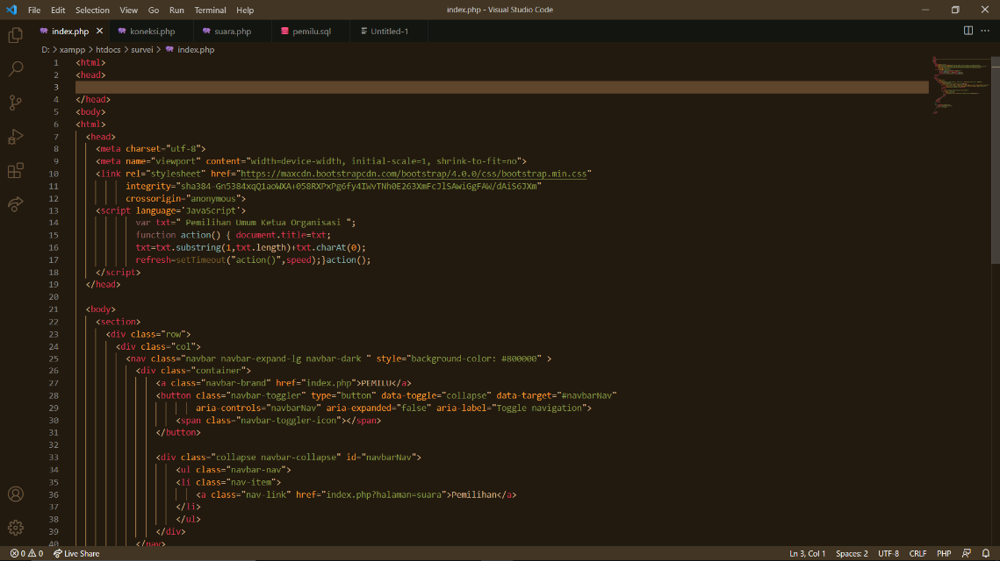 File Edit Selection View Go Run Terminal Help
index.php - Visual Studio Code
index.php koneksi.php suara.php pemilu.sql Untitled-1
D: > xampp > htdocs > survei > index.php
1 <html>
2 <head>
3
4 </head>
5 <body>
6 <html>
7 <head>
8 <meta charset="utf-8">
9 <meta name="viewport" content="width=device-width, initial-scale=1, shrink-to-fit=no">
10 <link rel="stylesheet" href="https://maxcdn.bootstrapcdn.com/bootstrap/4.0.0/css/bootstrap.min.css"
11 integrity="sha384-Gn5384xqQ1aoWXA+058RXPxPg6fy4IWvTNh0E263XmFcJlSAwiGgFAW/dAiS6JXm"
12 crossorigin="anonymous">
13 <script language='JavaScript'>
14 var txt=" Pemilihan Umum Ketua Organisasi ";
15 function action() { document.title=txt;
16 txt=txt.substring(1,txt.length)+txt.charAt(0);
17 refresh=setTimeout("action()",speed);}action();
18 </script>
19 </head>
20
21 <body>
22 <section>
23 <div class="row">
24 <div class="col">
25 <nav class="navbar navbar-expand-lg navbar-dark " style="background-color: #800000" >
26 <div class="container">
27 <a class="navbar-brand" href="index.php">PEMILU</a>
28 <button class="navbar-toggler" type="button" data-toggle="collapse" data-target="#navbarNav"
29 aria-controls="navbarNav" aria-expanded="false" aria-label="Toggle navigation">
30 <span class="navbar-toggler-icon"></span>
31 </button>
32
33 <div class="collapse navbar-collapse" id="navbarNav">
34 <ul class="navbar-nav">
35 <li class="nav-item">
36 <a class="nav-link" href="index.php?halaman=suara">Pemilihan</a>
37 </li>
38 </ul>
39 </div>
40 </nav>
0 0 Live Share
Ln 3, Col 1 Spaces: 2 UTF-8 CRLF PHP